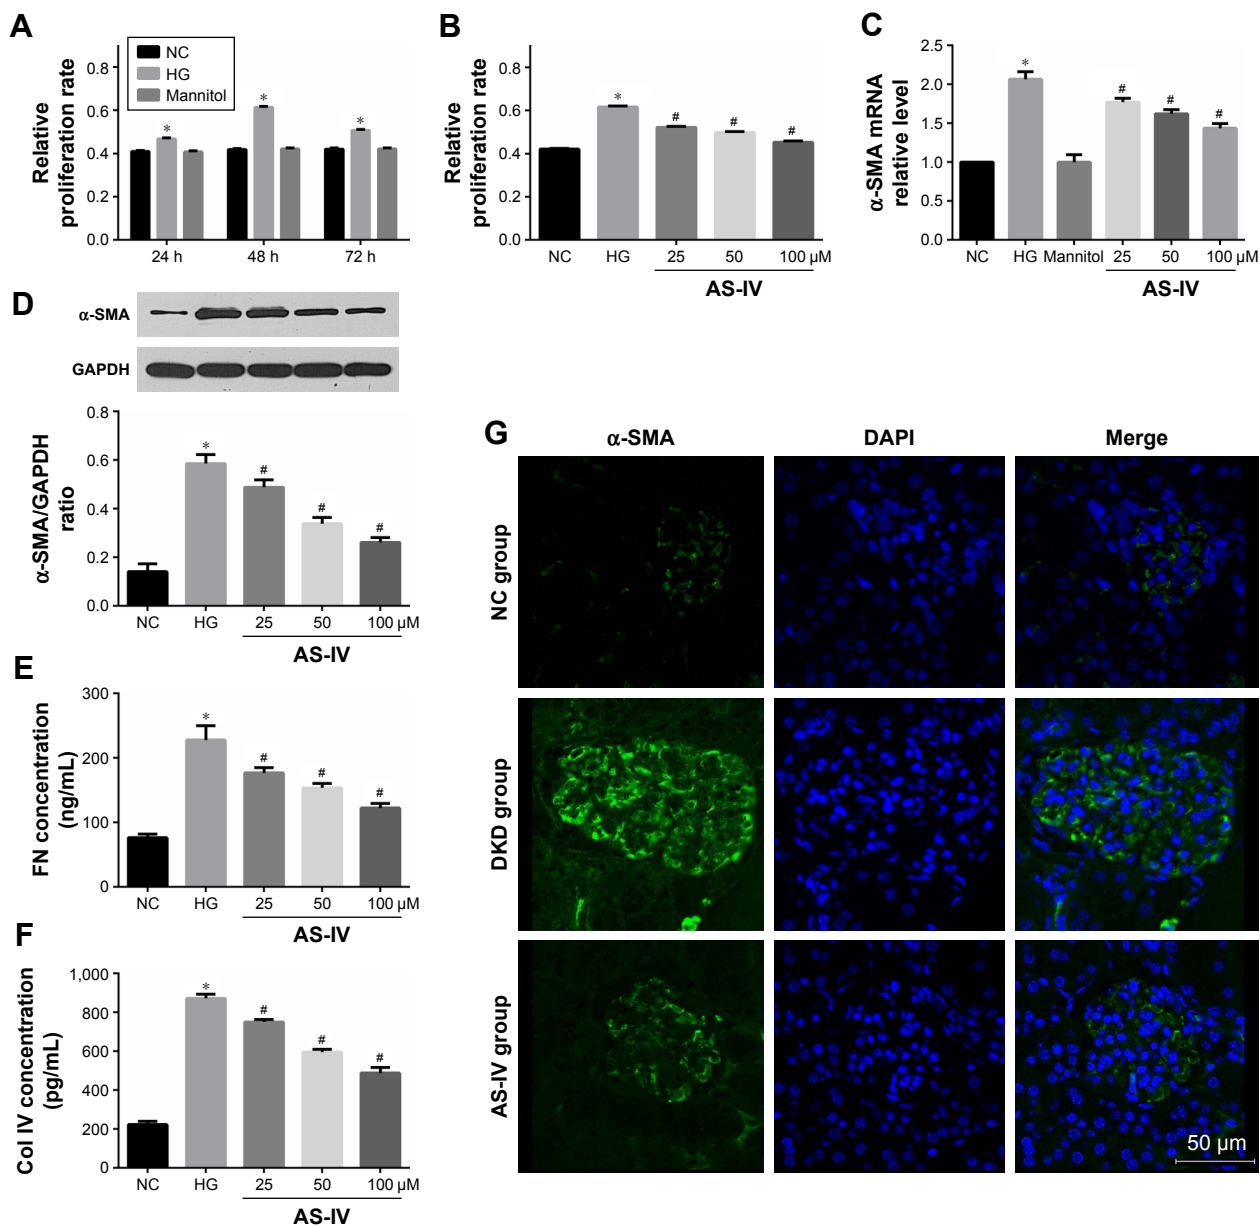 A
Relative
proliferation rate
0.8
0.6
0.4
0.2
0.0
NC
HG
Mannitol
*
*
*
24 h
48 h
72 h
B
Relative
proliferation rate
0.8
0.6
0.4
0.2
0.0
*
#
#
#
NC
HG
25
50
100 µM
AS-IV
C
α-SMA mRNA
relative level
2.5
2.0
1.5
1.0
0.5
0.0
*
#
#
#
NC
HG
Mannitol
25
50
100 µM
AS-IV
D
α-SMA
GAPDH
α-SMA/GAPDH
ratio
0.8
0.6
0.4
0.2
0.0
*
#
#
#
NC
HG
25
50
100 µM
AS-IV
E
FN concentration
(ng/mL)
300
200
100
0
*
#
#
#
NC
HG
25
50
100 µM
AS-IV
F
Col IV concentration
(pg/mL)
1,000
800
600
400
200
0
*
#
#
#
NC
HG
25
50
100 µM
AS-IV
G
α-SMA
DAPI
Merge
NC group
DKD group
AS-IV group
50 µm